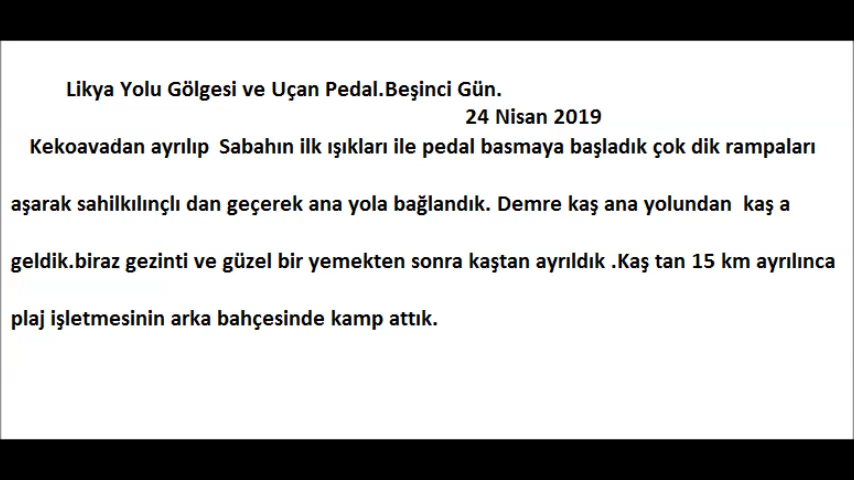 Likya Yolu Gölgesi ve Uçan Pedal.Beşinci Gün.
24 Nisan 2019
Kekoavadan ayrılıp Sabahın ilk ışıkları ile pedal basmaya başladık çok dik rampaları
aşarak sahilkılınçlı dan geçerek ana yola bağlandık. Demre kaş ana yolundan kaş a
geldik.biraz gezinti ve güzel bir yemekten sonra kaştan ayrıldık .Kaş tan 15 km ayrılınca
plaj işletmesinin arka bahçesinde kamp attık.